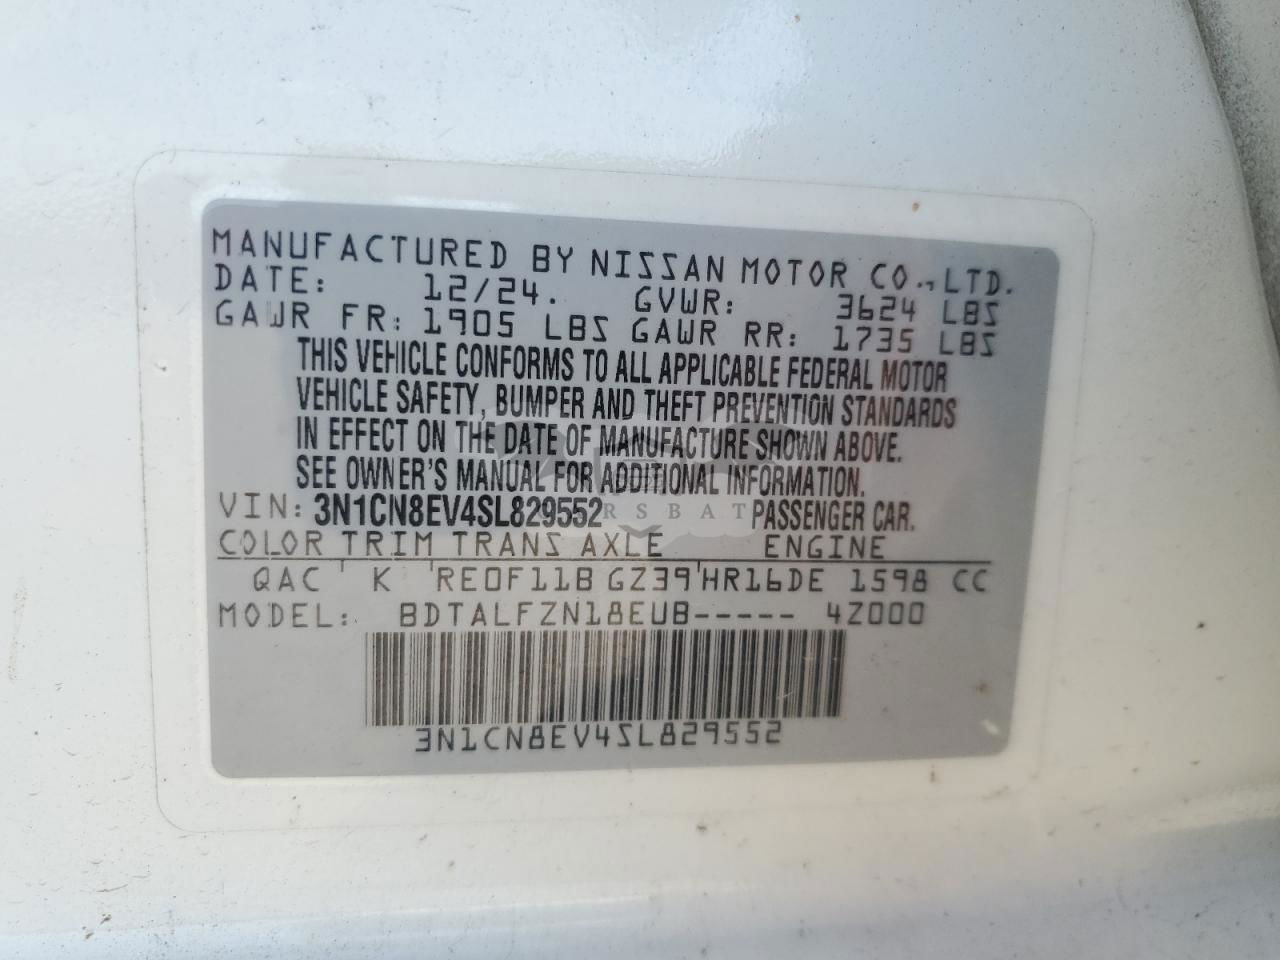 MANUFACTURED BY NISSAN MOTOR CO., LTD.
DATE: 12/24. GVWR: 3624 LBS
GAWR FR: 1905 LBS GAWR RR: 1735 LBS
THIS VEHICLE CONFORMS TO ALL APPLICABLE FEDERAL MOTOR
VEHICLE SAFETY, BUMPER AND THEFT PREVENTION STANDARDS
IN EFFECT ON THE DATE OF MANUFACTURE SHOWN ABOVE.
SEE OWNER'S MANUAL FOR ADDITIONAL INFORMATION.
VIN: 3N1CN8EV4SL829552 PASSENGER CAR.
COLOR TRIM TRANS AXLE ENGINE
QAC K RE0F11B GZ39 HR16DE 1598 CC
MODEL: BDTALFZN18EUB----- 4Z000
3N1CN8EV4SL829552